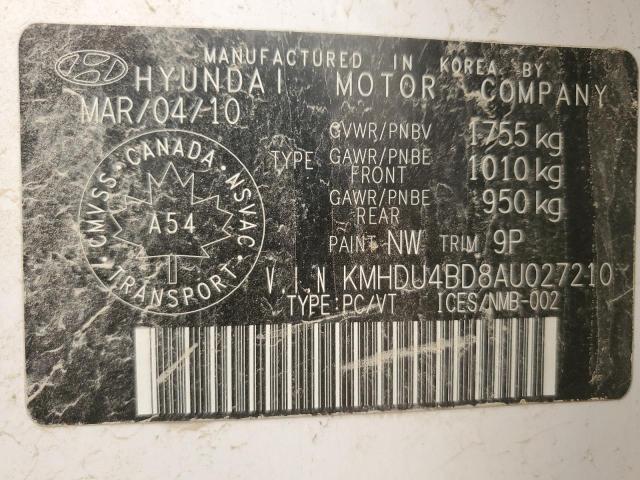 MANUFACTURED IN KOREA BY
HYUNDAI MOTOR COMPANY
MAR/04/10
GVWR/PNBV 1755 kg
TYPE GAWR/PNBE FRONT 1010 kg
GAWR/PNBE REAR 950 kg
PAINT NW TRIM 9P
CANADA
CMVSS. NSVAC
A54
TRANSPORT
V.I.N KMHDU4BD8AU027210
TYPE:PC/VT ICES/NMB-002